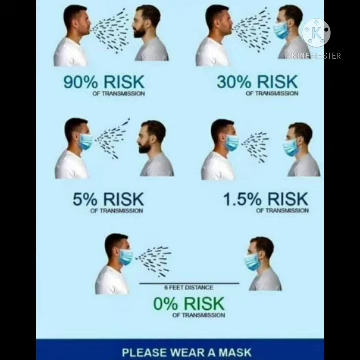 KINEMASTER
90% RISK
OF TRANSMISSION
30% RISK
OF TRANSMISSION
5% RISK
OF TRANSMISSION
1.5% RISK
OF TRANSMISSION
6 FEET DISTANCE
0% RISK
OF TRANSMISSION
PLEASE WEAR A MASK